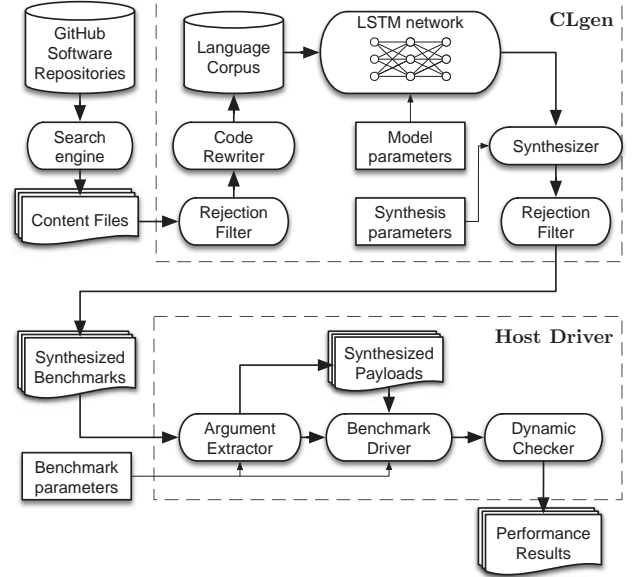 GitHub
Software
Repositories
Language
Corpus
LSTM network
CLgen
Search
engine
Code
Rewriter
Model
parameters
Synthesizer
Content Files
Rejection
Filter
Synthesis
parameters
Rejection
Filter
Synthesized
Benchmarks
Synthesized
Payloads
Host Driver
Argument
Extractor
Benchmark
Driver
Dynamic
Checker
Benchmark
parameters
Performance
Results